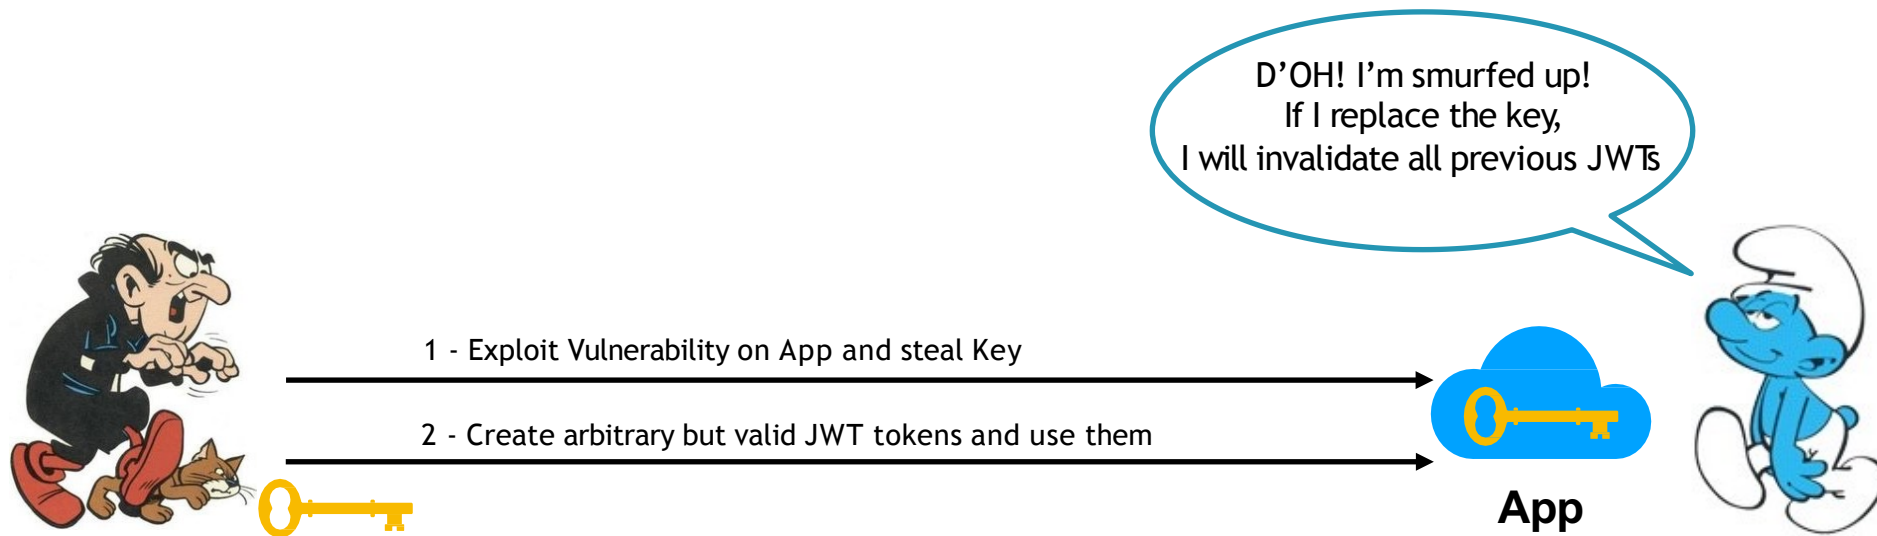 D’OH! I’m smurfed up!
If I replace the key,
I will invalidate all previous JWTs
1 - Exploit Vulnerability on App and steal Key
2 - Create arbitrary but valid JWT tokens and use them
App